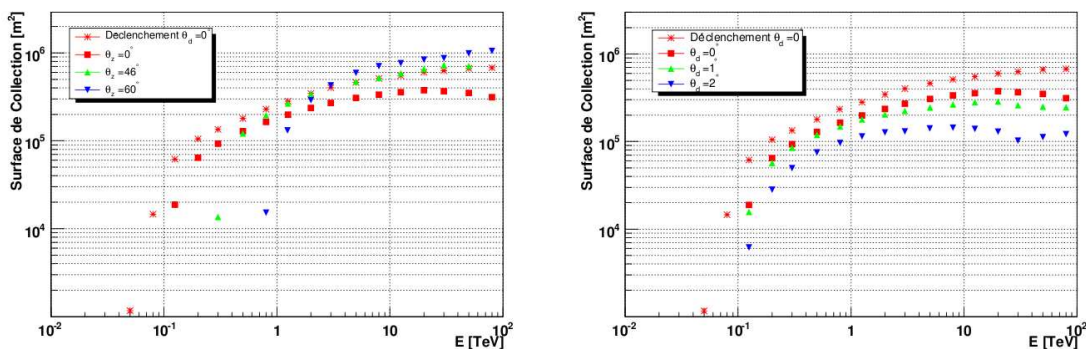 Surface de Collection [m²]
10⁶
10⁵
10⁴
Déclenchement θd=0°
θz=0°
θz=46°
θz=60°
10⁻²
10⁻¹
1
10
10²
E [TeV]
Surface de Collection [m²]
10⁶
10⁵
10⁴
Déclenchement θd=0°
θd=0°
θd=1°
θd=2°
10⁻²
10⁻¹
1
10
10²
E [TeV]